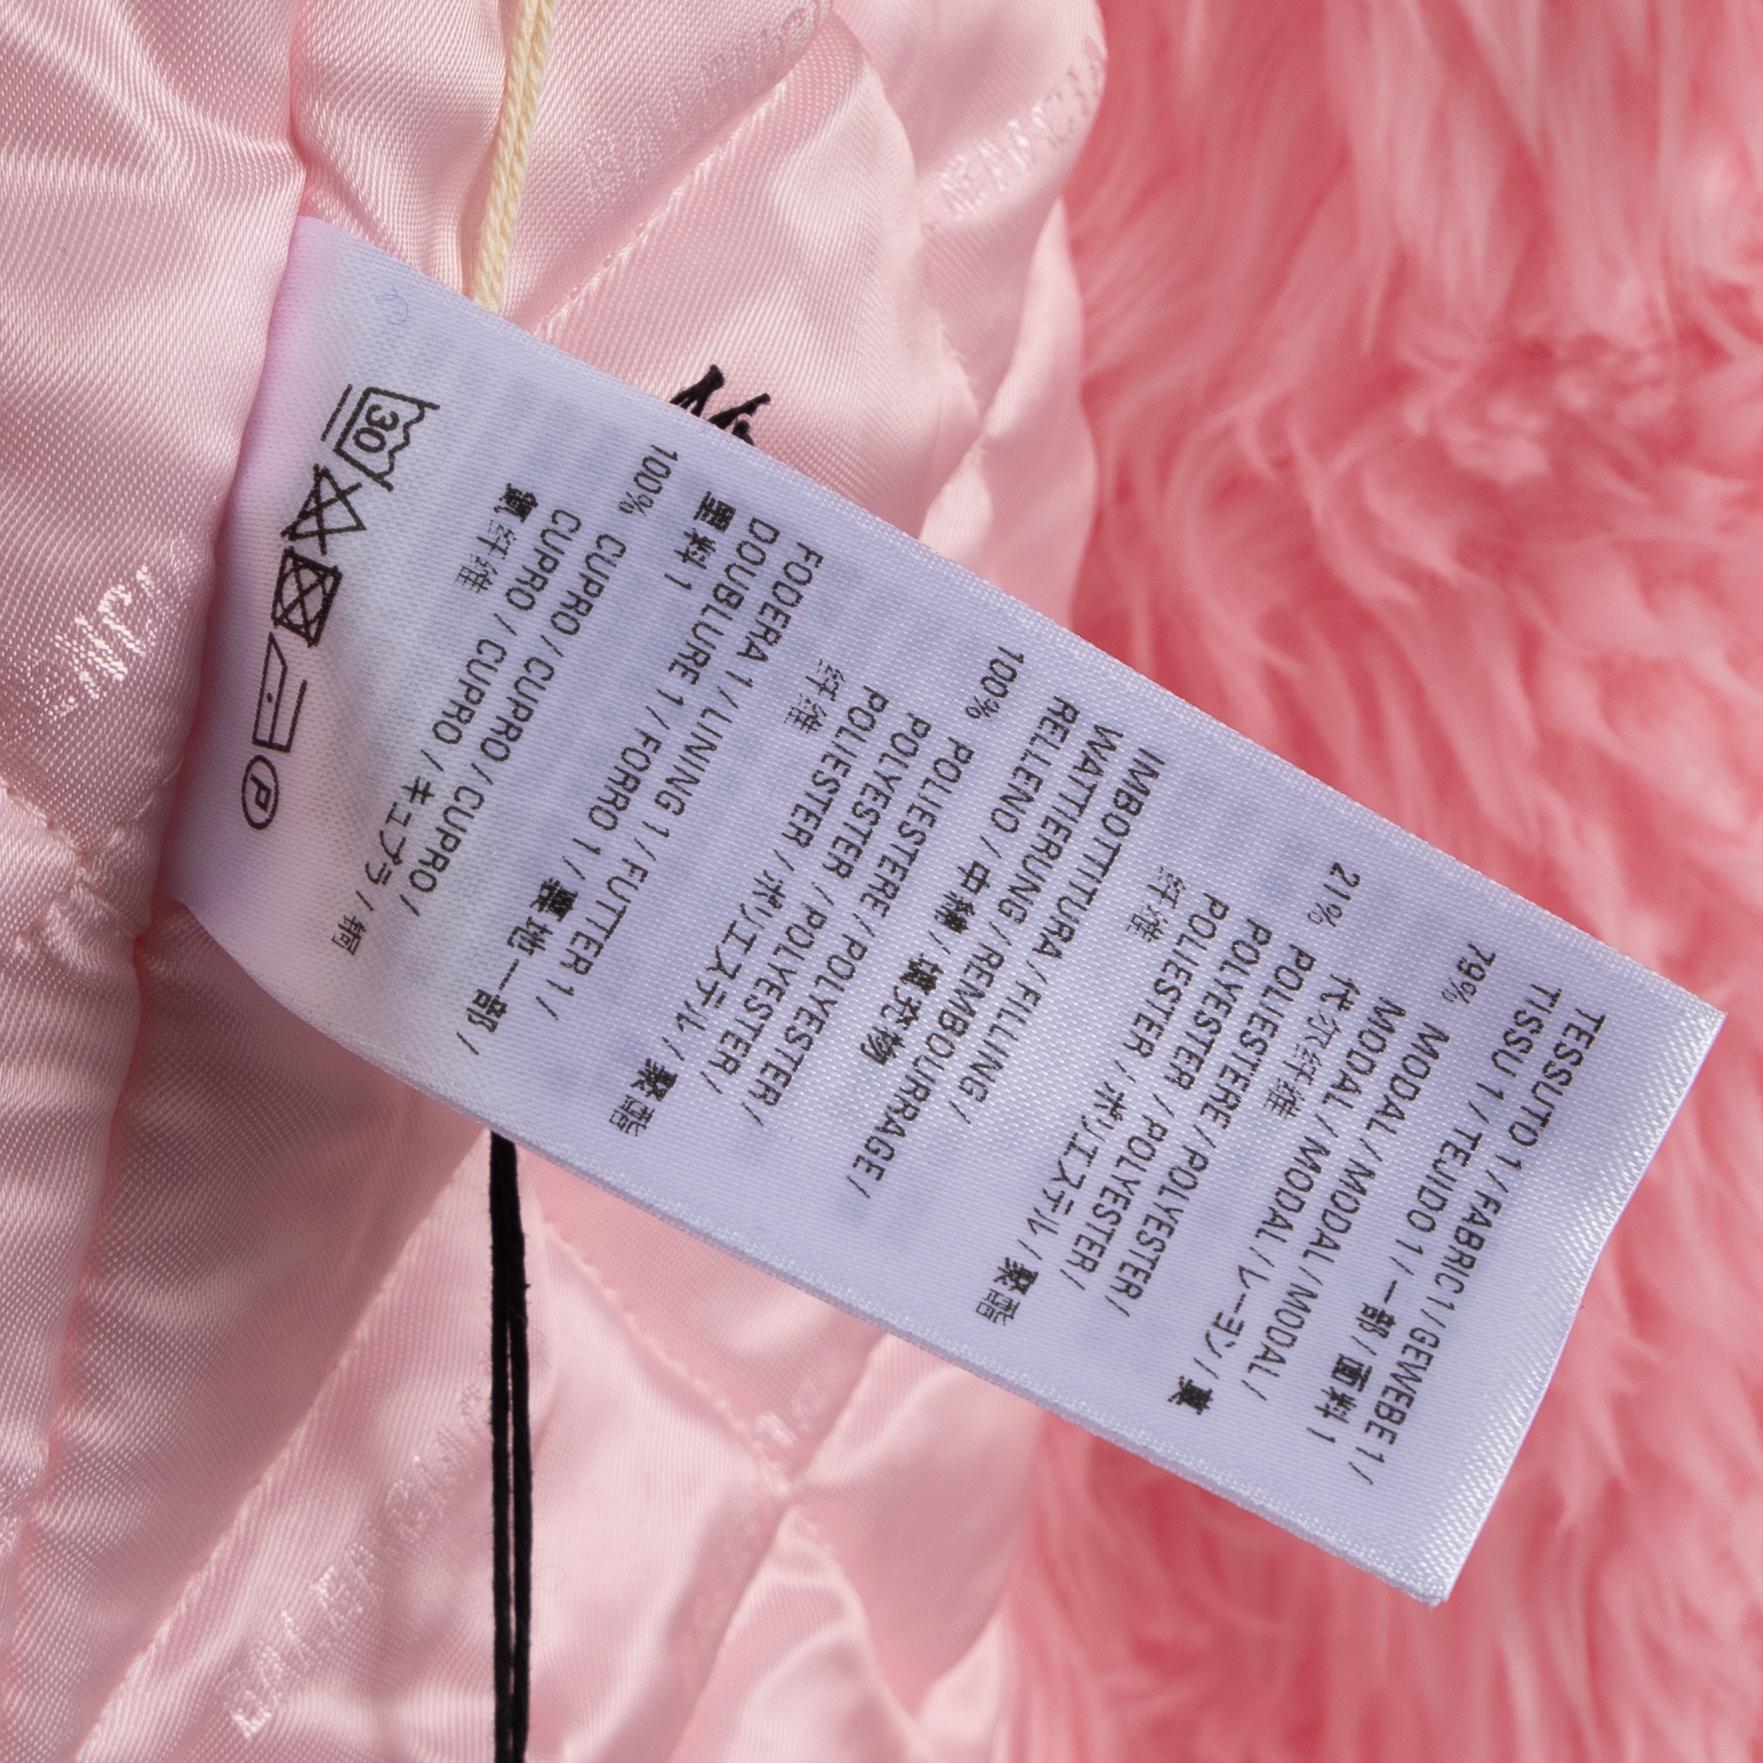 TESSUTO 1 / FABRIC 1 / GEWEBE 1 /
TISSU 1 / TEJIDO 1 / 一部 / 面料 1
79% MODAL / MODAL / MODAL /
MODAL / MODAL / レーヨン / 莫
代尔纤维
21% POLIESTERE / POLYESTER /
POLYESTER / POLYESTER /
POLIESTER / ポリエステル / 聚酯
纤维
IMBOTTITURA / FILLING /
WATTIERUNG / REMBOURRAGE /
RELLENO / 中綿 / 填充物
100% POLIESTERE / POLYESTER /
POLYESTER / POLYESTER /
POLIESTER / ポリエステル / 聚酯
纤维
FODERA 1 / LINING 1 / FUTTER 1 /
DOUBLURE 1 / FORRO 1 / 裏地一部 /
里料 1
100% CUPRO / CUPRO / CUPRO /
CUPRO / CUPRO / キュプラ / 铜
氨纤维
30
P